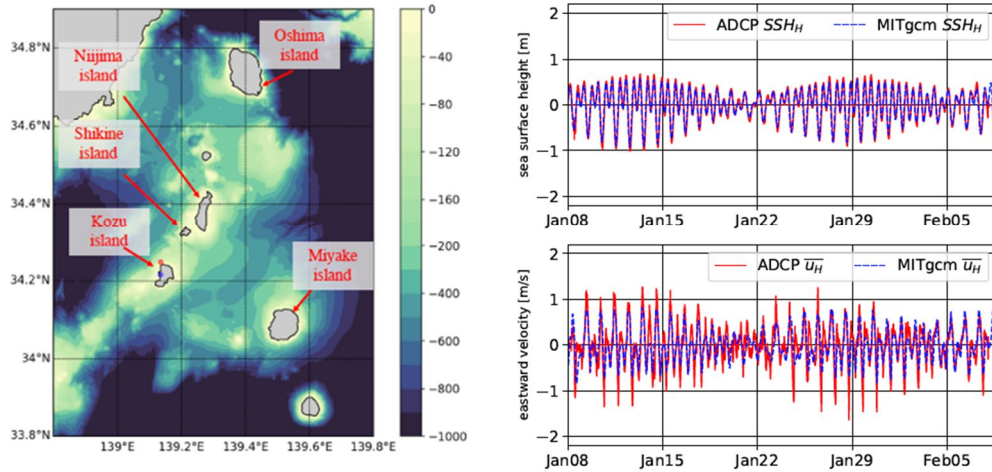 34.8°N
34.6°N
34.4°N
34.2°N
34°N
33.8°N
139°E
139.2°E
139.4°E
139.6°E
139.8°E
Niijima
island
Oshima
island
Shikine
island
Kozu
island
Miyake
island
0
−40
−80
−120
−160
−200
−400
−600
−800
−1000
ADCP SSH_H
MITgcm SSH_H
sea surface height [m]
2
1
0
−1
−2
Jan08
Jan15
Jan22
Jan29
Feb05
ADCP u_H
MITgcm u_H
eastward velocity [m/s]
2
1
0
−1
−2
Jan08
Jan15
Jan22
Jan29
Feb05